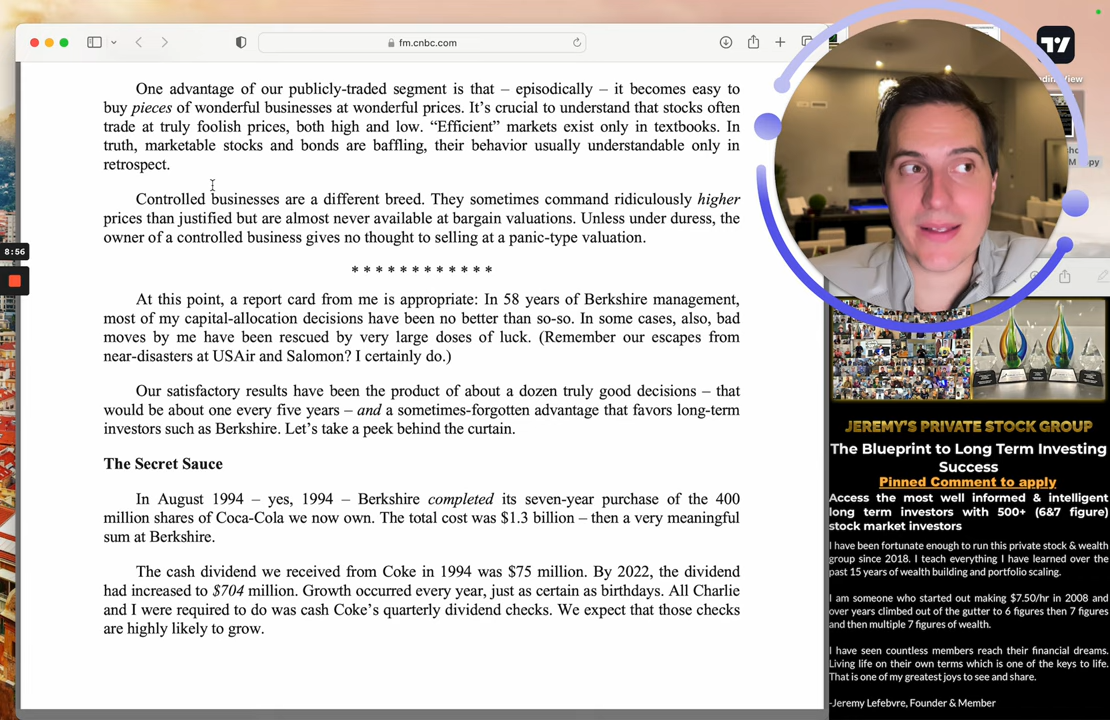 fm.cnbc.com
One advantage of our publicly-traded segment is that – episodically – it becomes easy to
buy pieces of wonderful businesses at wonderful prices. It’s crucial to understand that stocks often
trade at truly foolish prices, both high and low. “Efficient” markets exist only in textbooks. In
truth, marketable stocks and bonds are baffling, their behavior usually understandable only in
retrospect.
Controlled businesses are a different breed. They sometimes command ridiculously higher
prices than justified but are almost never available at bargain valuations. Unless under duress, the
owner of a controlled business gives no thought to selling at a panic-type valuation.
* * * * * * * * * * * *
At this point, a report card from me is appropriate: In 58 years of Berkshire management,
most of my capital-allocation decisions have been no better than so-so. In some cases, also, bad
moves by me have been rescued by very large doses of luck. (Remember our escapes from
near-disasters at USAir and Salomon? I certainly do.)
Our satisfactory results have been the product of about a dozen truly good decisions – that
would be about one every five years – and a sometimes-forgotten advantage that favors long-term
investors such as Berkshire. Let’s take a peek behind the curtain.
The Secret Sauce
In August 1994 – yes, 1994 – Berkshire completed its seven-year purchase of the 400
million shares of Coca-Cola we now own. The total cost was $1.3 billion – then a very meaningful
sum at Berkshire.
The cash dividend we received from Coke in 1994 was $75 million. By 2022, the dividend
had increased to $704 million. Growth occurred every year, just as certain as birthdays. All Charlie
and I were required to do was cash Coke’s quarterly dividend checks. We expect that those checks
are highly likely to grow.
8:56
JEREMY'S PRIVATE STOCK GROUP
The Blueprint to Long Term Investing
Success
Pinned Comment to apply
Access the most well informed & intelligent
long term investors with 500+ (6&7 figure)
stock market investors
I have been fortunate enough to run this private stock & wealth
group since 2018. I teach everything I have learned over the
past 15 years of wealth building and portfolio scaling.
I am someone who started out making $7.50/hr in 2008 and
over years climbed out of the gutter to 6 figures then 7 figures
and then multiple 7 figures of wealth.
I have seen countless members reach their financial dreams.
Living life on their own terms which is one of the keys to life.
That is one of my greatest joys to see and share.
-Jeremy Lefebvre, Founder & Member